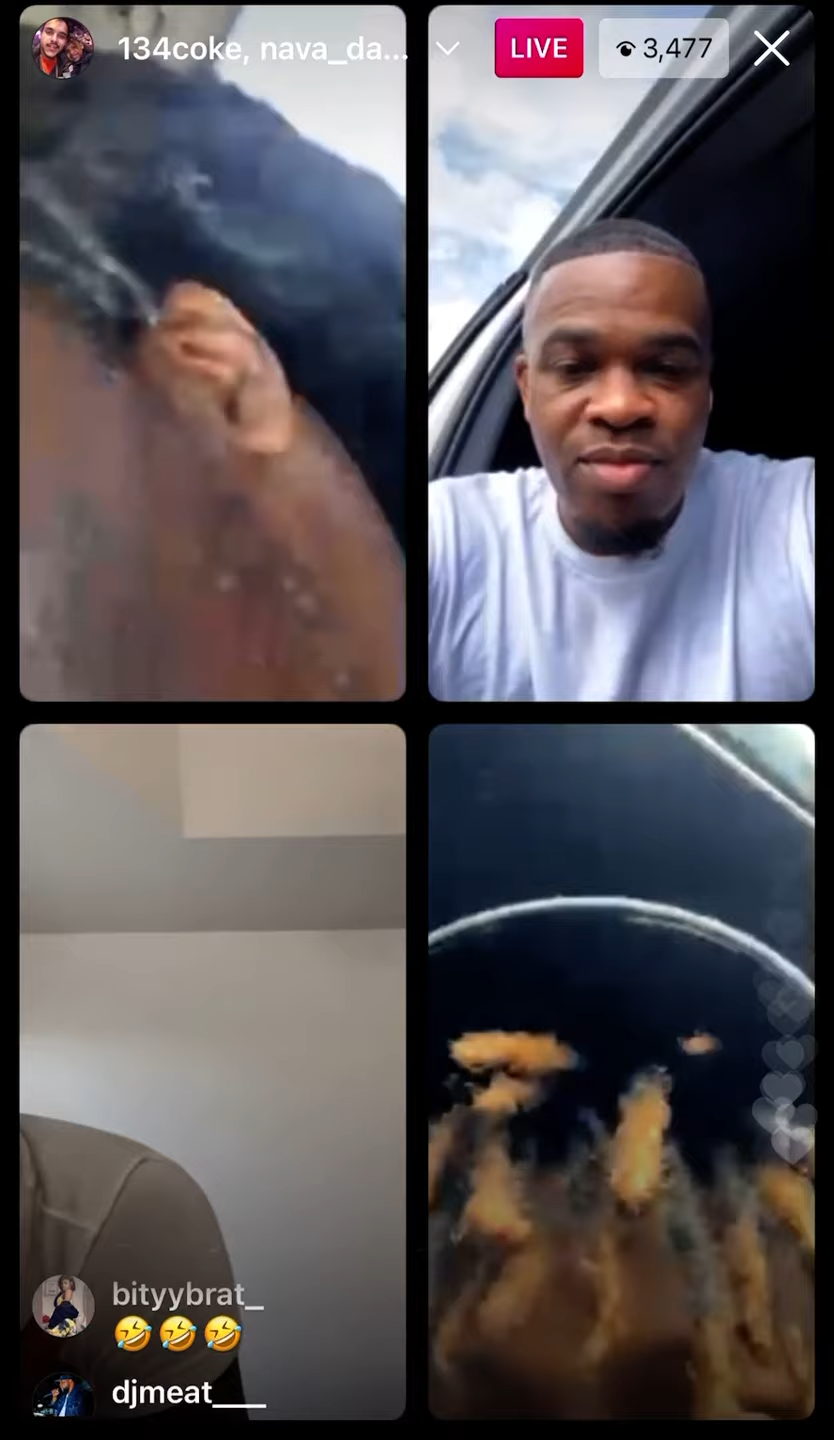 134coke, nava_da...
LIVE
3,477
bityybrat_
🤣🤣🤣
djmeat___